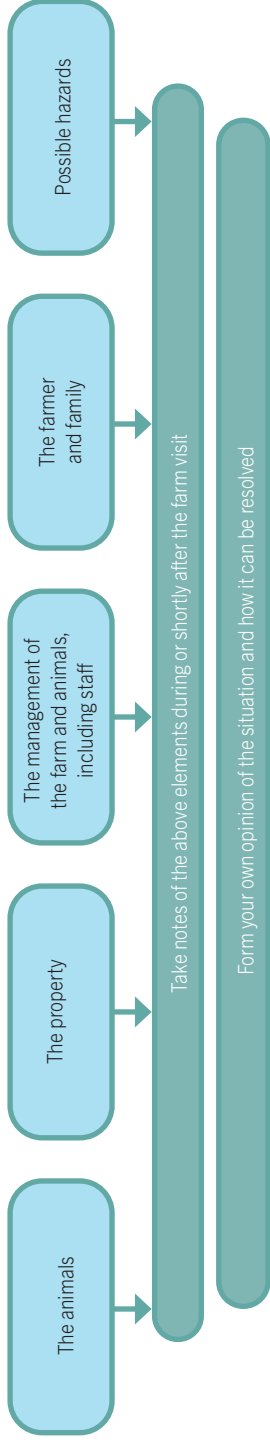 The animals
The property
The management of
the farm and animals,
including staff
The farmer
and family
Possible hazards
Take notes of the above elements during or shortly after the farm visit
Form your own opinion of the situation and how it can be resolved